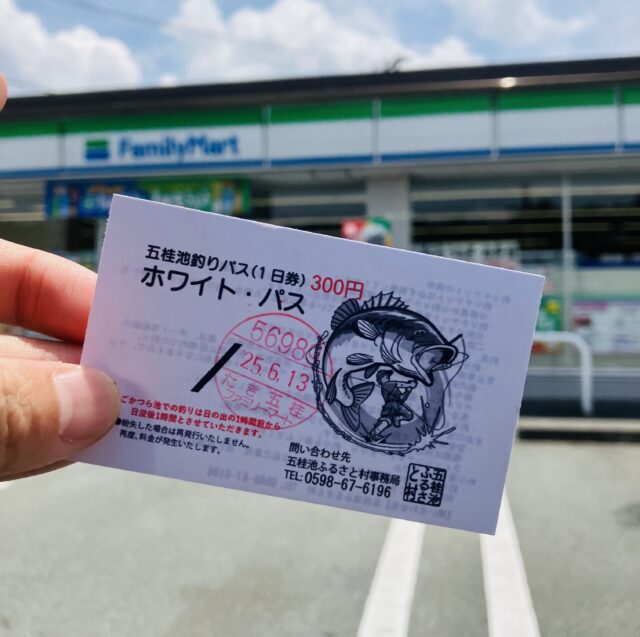 FamilyMart
五桂池釣りパス(1日券) 300円
ホワイト・パス
5698
'25.6.13
たき五桂
ファミリーマート
/
ごかつら池での釣りは日の出の1時間前から
日没後1時間とさせていただきます。
●紛失した場合は再発行いたしません。
再度、料金が発生いたします。
問い合わせ先
五桂池ふるさと村事務局
TEL:0598-67-6196
五桂池
ふるさ
と村